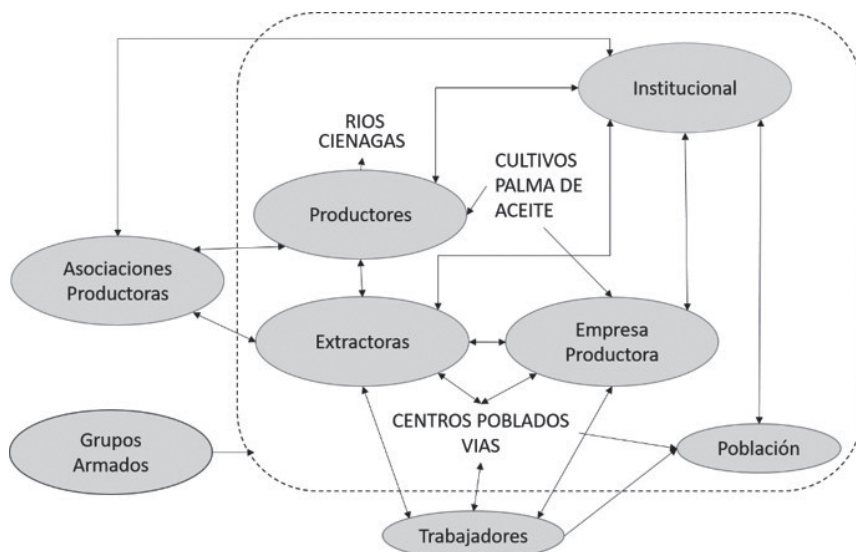 Institucional
RIOS
CIENAGAS
CULTIVOS
PALMA DE
ACEITE
Productores
Asociaciones
Productoras
Extractoras
Empresa
Productora
CENTROS POBLADOS
VIAS
Grupos
Armados
Población
Trabajadores